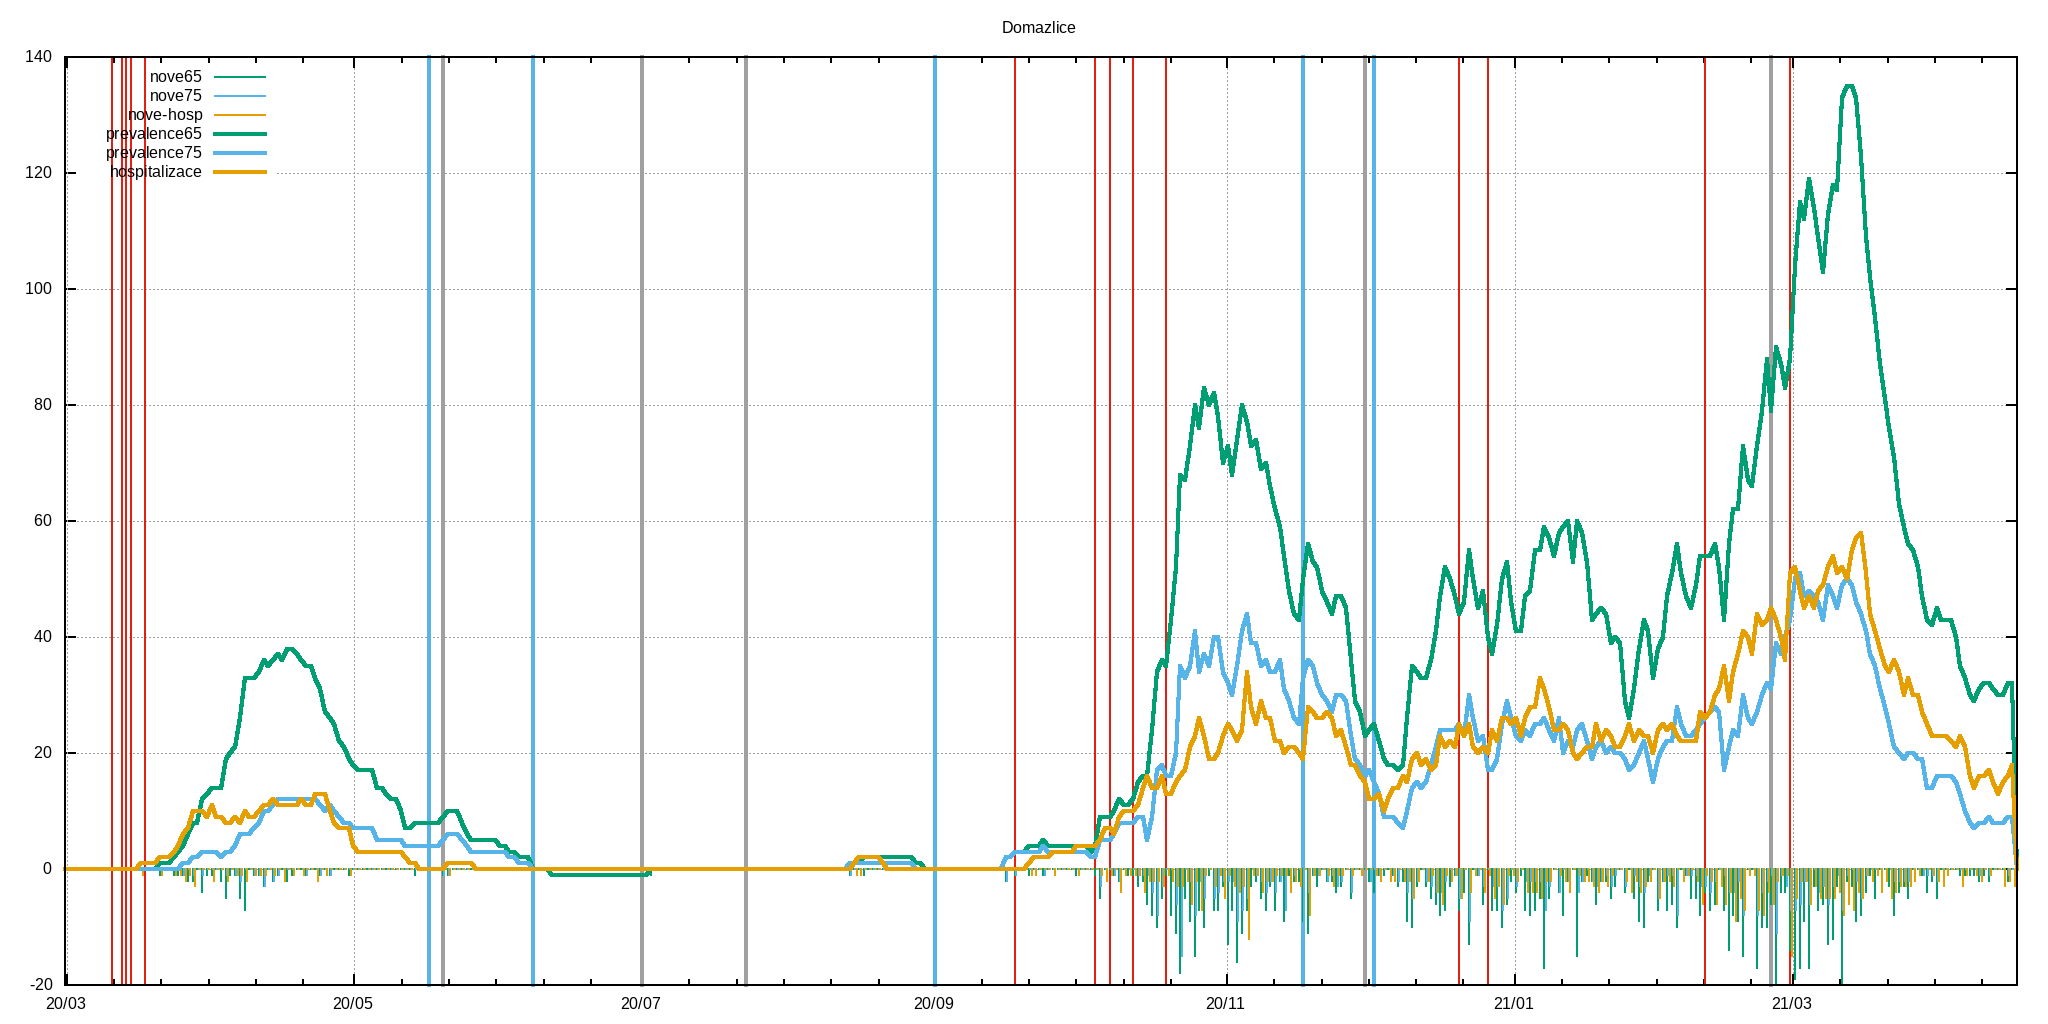 Domazlice
140
nove65
nove75
nove-hosp
prevalence65
prevalence75
hospitalizace
120
100
80
60
40
20
0
-20
20/03 20/05 20/07 20/09 20/11 21/01 21/03